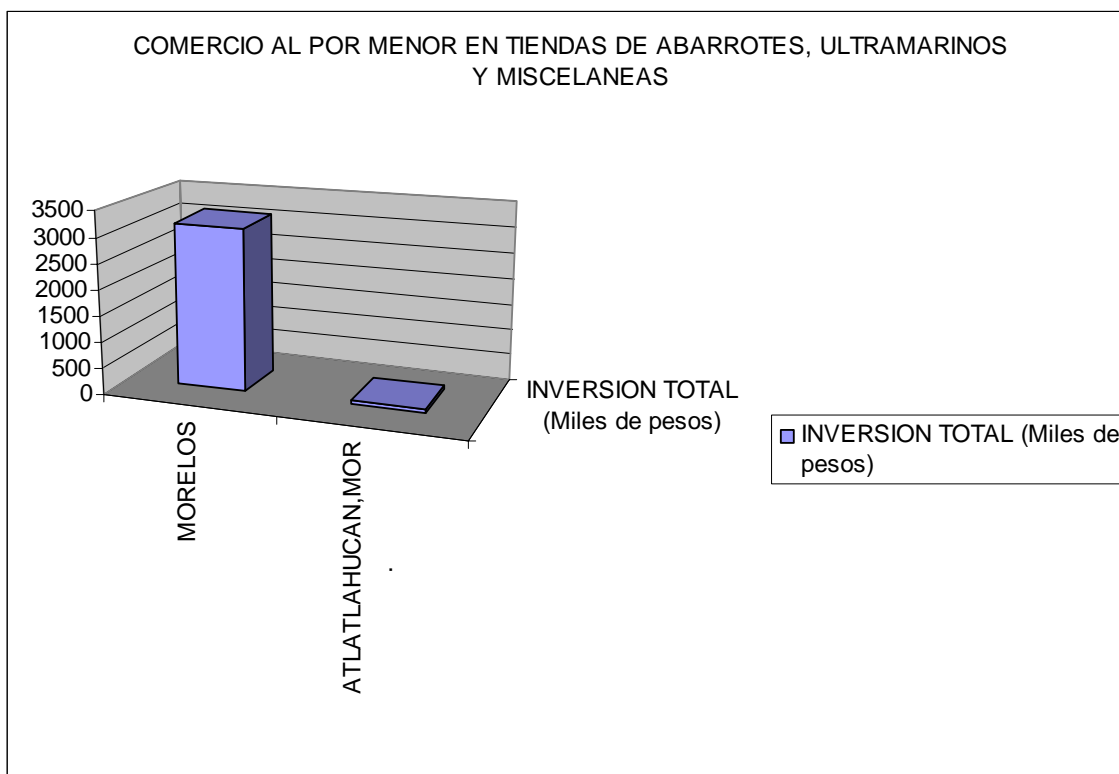 COMERCIO AL POR MENOR EN TIENDAS DE ABARROTES, ULTRAMARINOS
Y MISCELANEAS
3500
3000
2500
2000
1500
1000
500
0
MORELOS
ATLATLAHUCAN,MOR
.
INVERSION TOTAL
(Miles de pesos)
INVERSION TOTAL (Miles de
pesos)